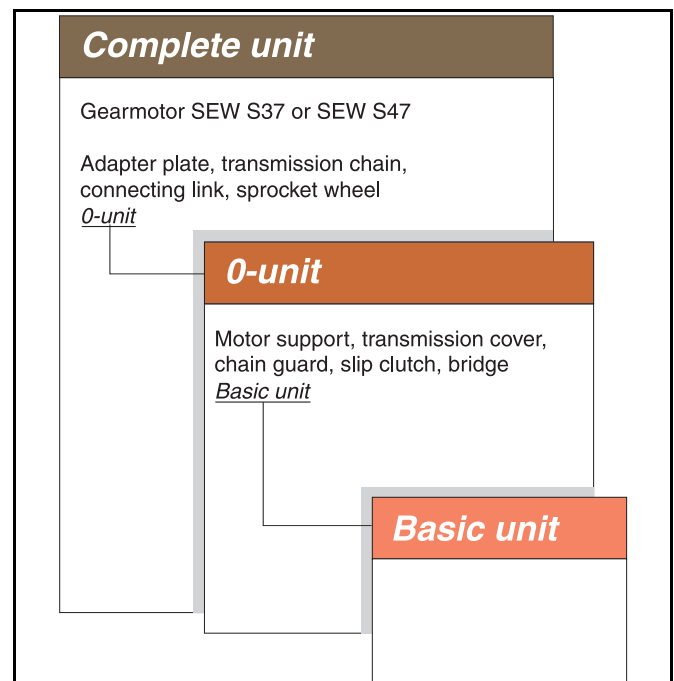 Complete unit
Gearmotor SEW S37 or SEW S47
Adapter plate, transmission chain,
connecting link, sprocket wheel
0-unit
0-unit
Motor support, transmission cover,
chain guard, slip clutch, bridge
Basic unit
Basic unit